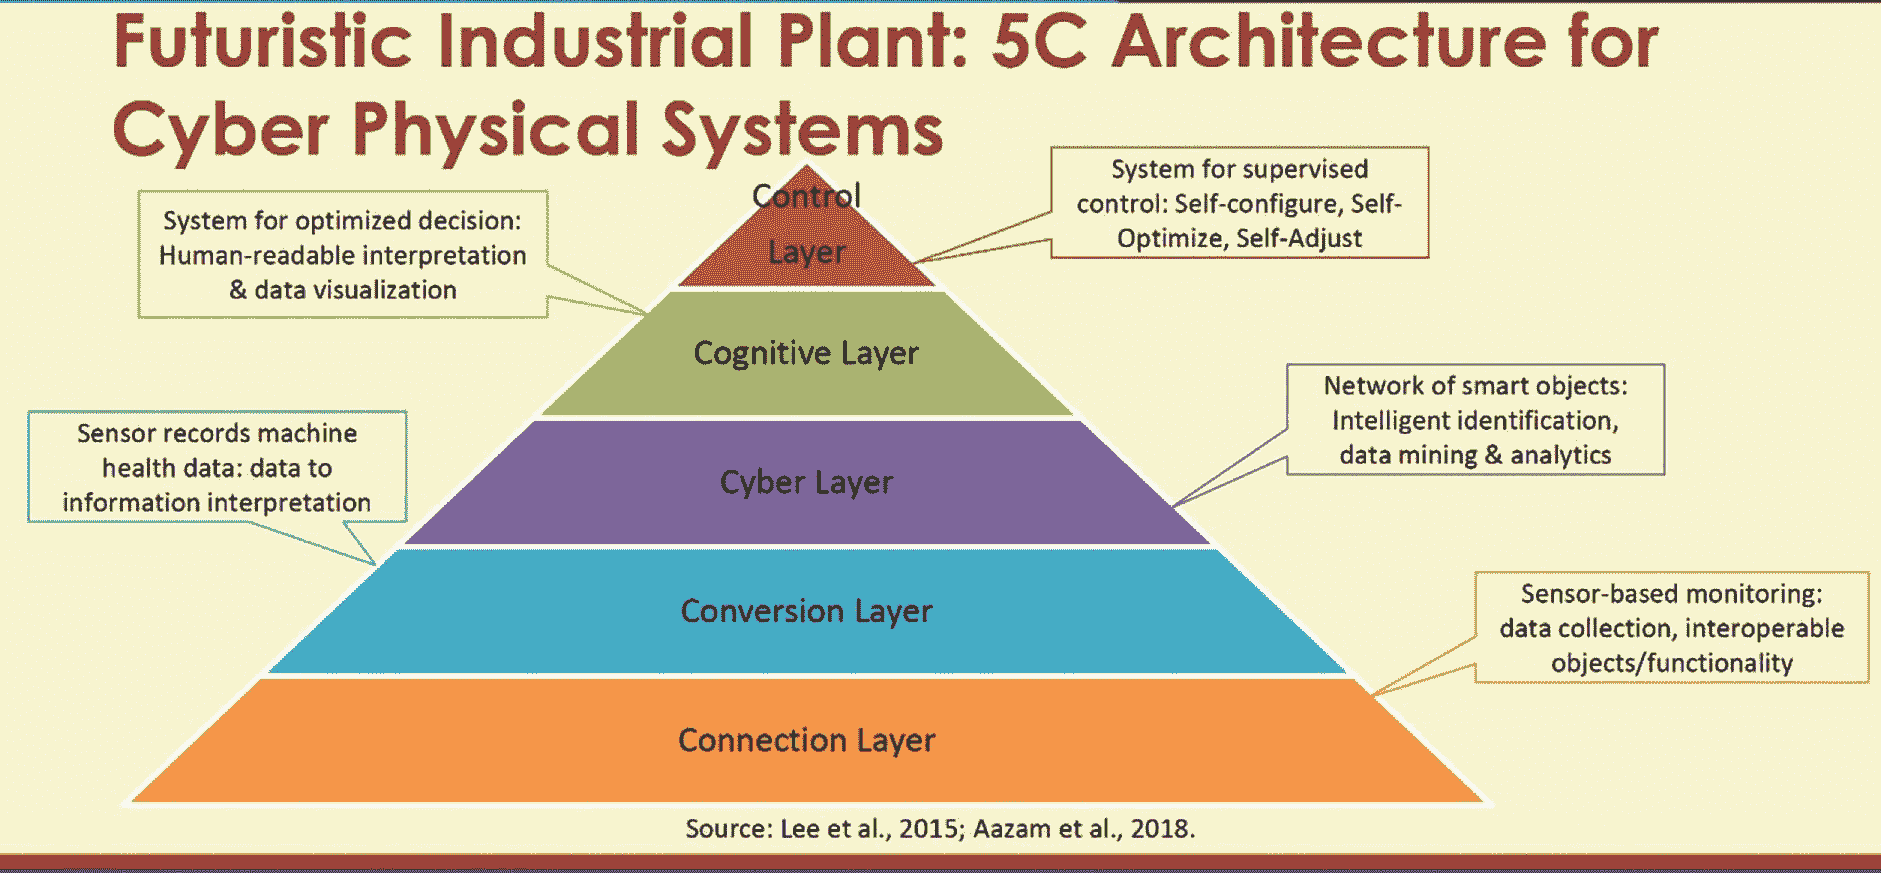 Futuristic Industrial Plant: 5C Architecture for
Cyber Physical Systems
Control
Layer
System for supervised
control: Self-configure, Self-
Optimize, Self-Adjust
System for optimized decision:
Human-readable interpretation
& data visualization
Cognitive Layer
Network of smart objects:
Intelligent identification,
data mining & analytics
Sensor records machine
health data: data to
information interpretation
Cyber Layer
Conversion Layer
Sensor-based monitoring:
data collection, interoperable
objects/functionality
Connection Layer
Source: Lee et al., 2015; Aazam et al., 2018.